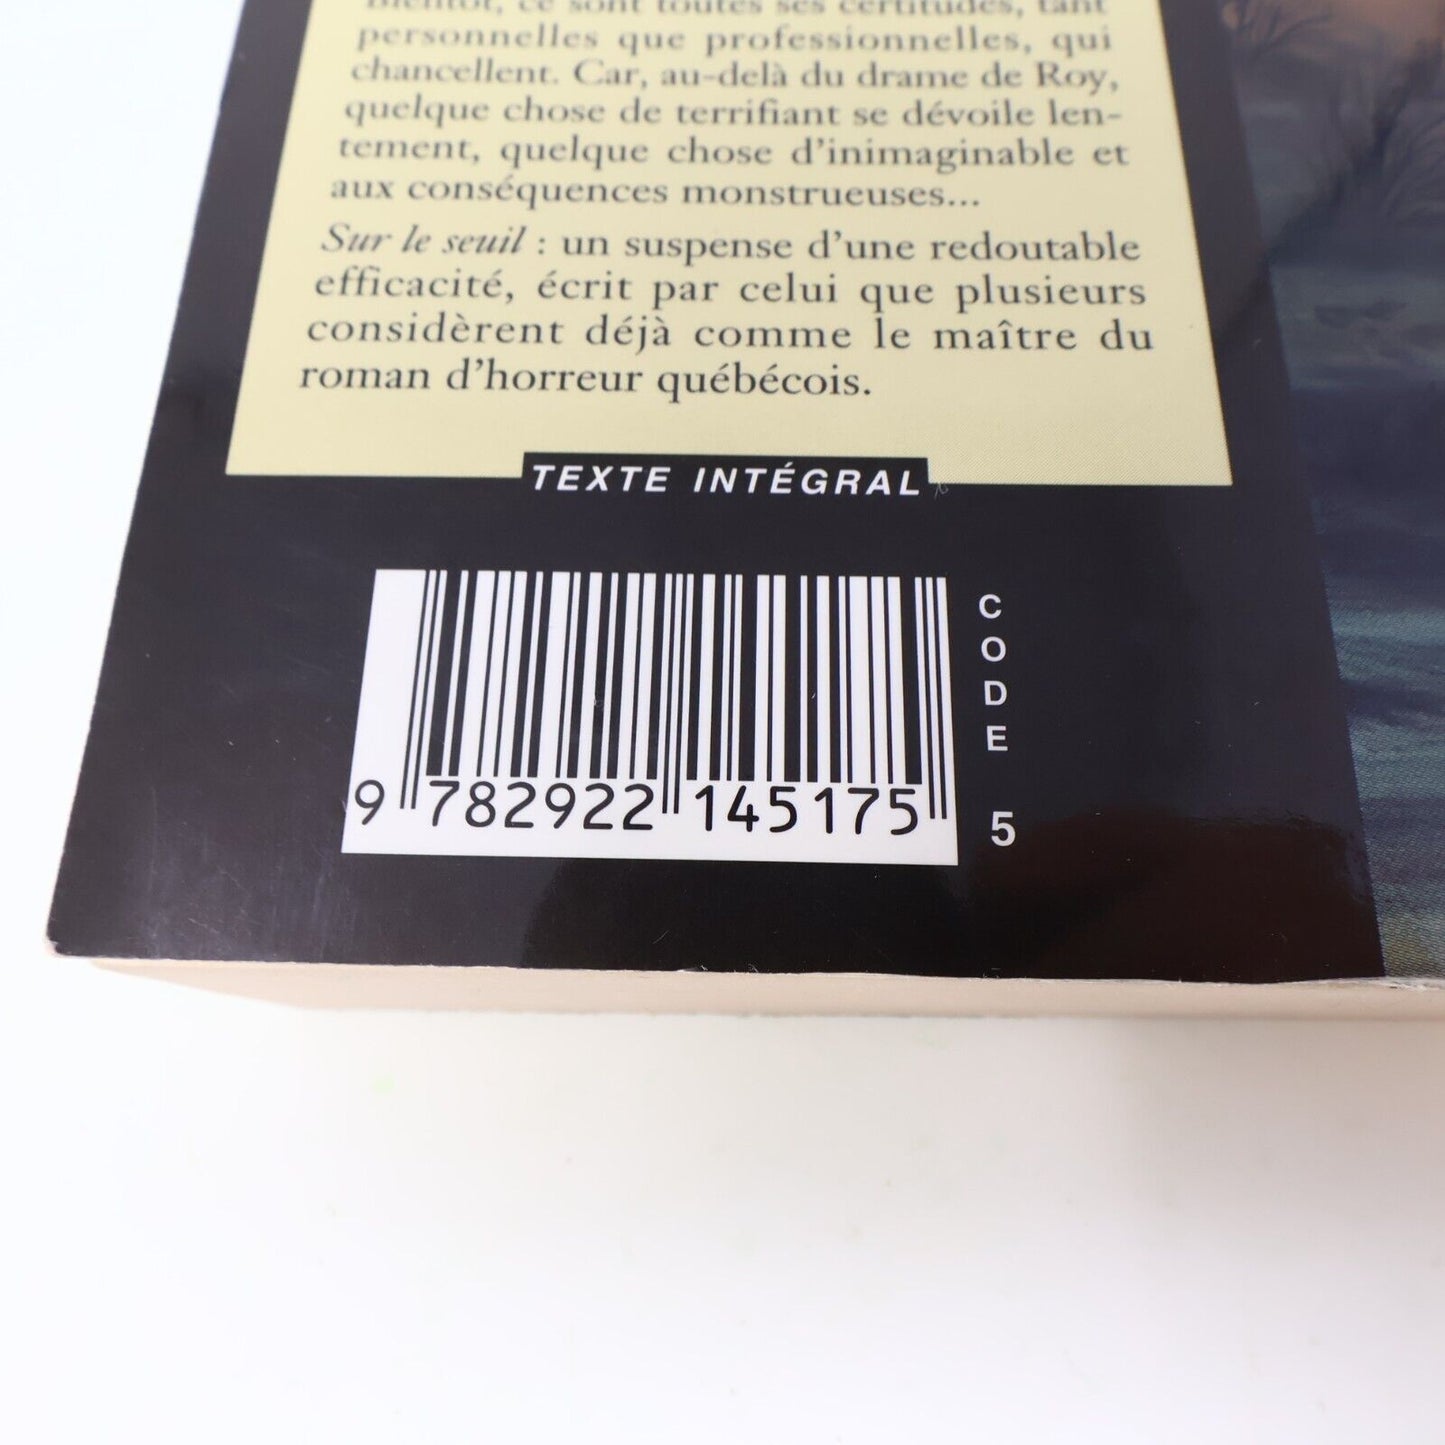 Bientôt, ce sont toutes ses certitudes, tant
personnelles que professionnelles, qui
chancellent. Car, au-delà du drame de Roy,
quelque chose de terrifiant se dévoile len-
tement, quelque chose d'inimaginable et
aux conséquences monstrueuses...
Sur le seuil : un suspense d'une redoutable
efficacité, écrit par celui que plusieurs
considèrent déjà comme le maître du
roman d'horreur québécois.
TEXTE INTÉGRAL
9 782922 145175
CODE 5